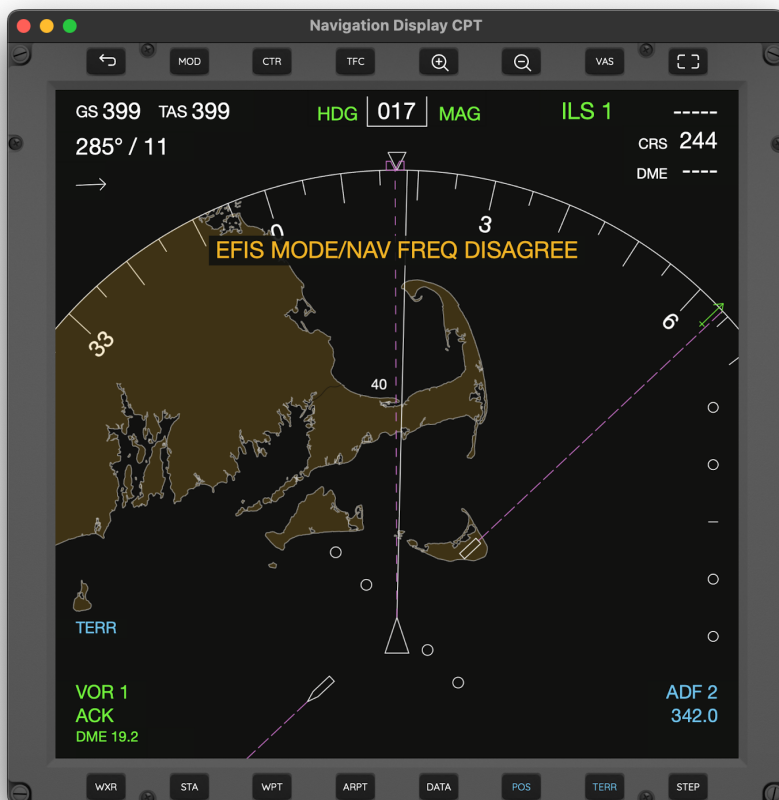 Navigation Display CPT
MOD CTR TFC VAS
GS 399 TAS 399 HDG 017 MAG ILS 1 -----
285° / 11 CRS 244
DME ----
0 3
EFIS MODE/NAV FREQ DISAGREE
33 6
40
TERR
VOR 1 ADF 2
ACK 342.0
DME 19.2
WXR STA WPT ARPT DATA POS TERR STEP